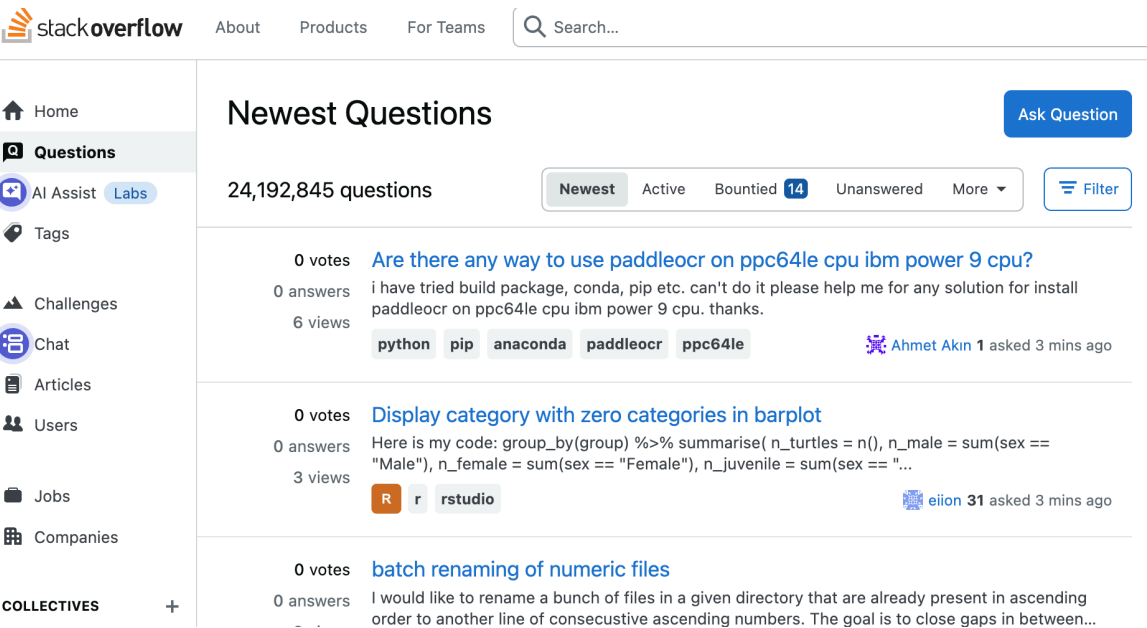 stackoverflow About Products For Teams Search...
Home
Questions
AI Assist Labs
Tags
Challenges
Chat
Articles
Users
Jobs
Companies
COLLECTIVES +
Newest Questions
Ask Question
24,192,845 questions
Newest Active Bountied 14 Unanswered More
Filter
0 votes
0 answers
6 views
Are there any way to use paddleocr on ppc64le cpu ibm power 9 cpu?
i have tried build package, conda, pip etc. can't do it please help me for any solution for install
paddleocr on ppc64le cpu ibm power 9 cpu. thanks.
python pip anaconda paddleocr ppc64le
Ahmet Akın 1 asked 3 mins ago
0 votes
0 answers
3 views
Display category with zero categories in barplot
Here is my code: group_by(group) %>% summarise( n_turtles = n(), n_male = sum(sex ==
"Male"), n_female = sum(sex == "Female"), n_juvenile = sum(sex == "...
R r rstudio
eiion 31 asked 3 mins ago
0 votes
0 answers
batch renaming of numeric files
I would like to rename a bunch of files in a given directory that are already present in ascending
order to another line of consecustive ascending numbers. The goal is to close gaps in between...